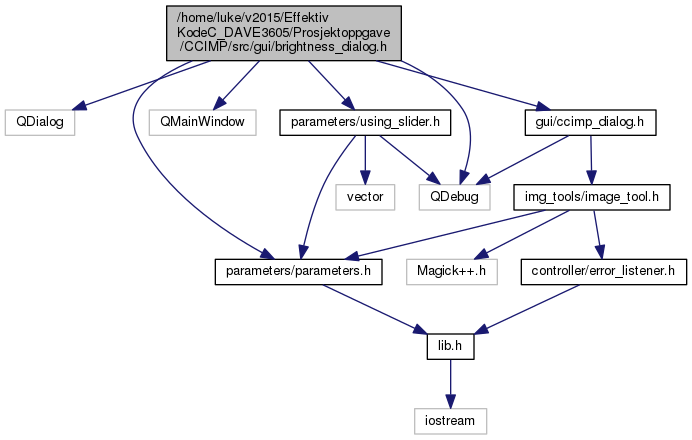 /home/luke/v2015/Effektiv
KodeC_DAVE3605/Prosjektoppgave
/CCIMP/src/gui/brightness_dialog.h
QDialog
QMainWindow
parameters/using_slider.h
gui/ccimp_dialog.h
vector
QDebug
img_tools/image_tool.h
parameters/parameters.h
Magick++.h
controller/error_listener.h
lib.h
iostream